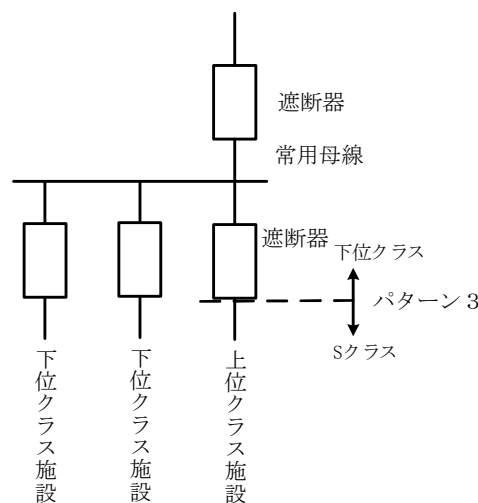 遮断器
常用母線
遮断器
下位クラス
パターン３
Sクラス
下位クラス施設
下位クラス施設
上位クラス施設